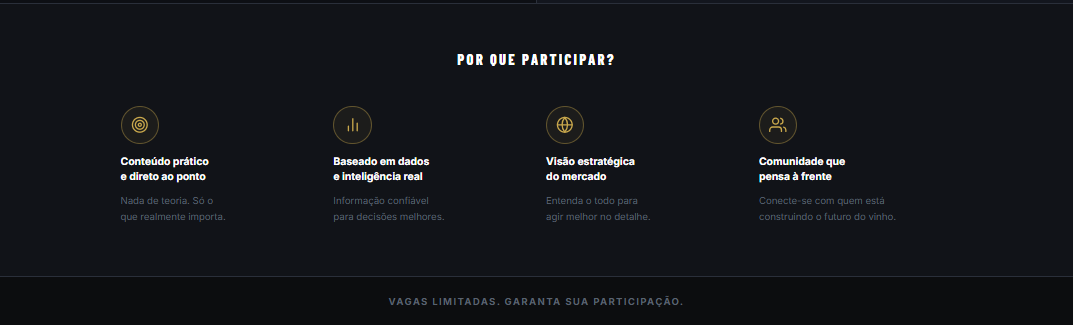 POR QUE PARTICIPAR?
Conteúdo prático
e direto ao ponto
Nada de teoria. Só o
que realmente importa.
Baseado em dados
e inteligência real
Informação confiável
para decisões melhores.
Visão estratégica
do mercado
Entenda o todo para
agir melhor no detalhe.
Comunidade que
pensa à frente
Conecte-se com quem está
construindo o futuro do vinho.
VAGAS LIMITADAS. GARANTA SUA PARTICIPAÇÃO.